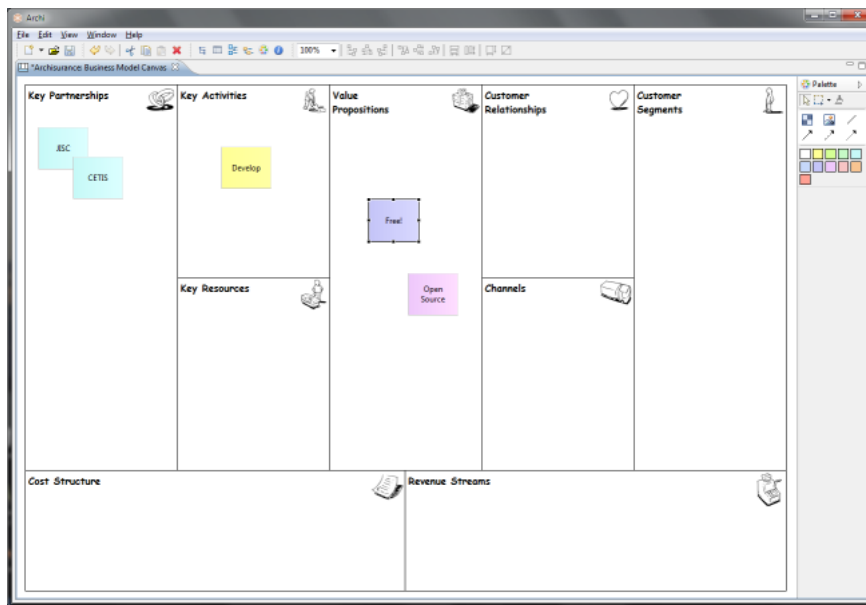 Archi
File Edit View Window Help
100%
*Archisurance: Business Model Canvas
Palette
Key Partnerships
Key Activities
Value
Propositions
Customer
Relationships
Customer
Segments
JISC
CETIS
Develop
Free!
Open
Source
Key Resources
Channels
Cost Structure
Revenue Streams